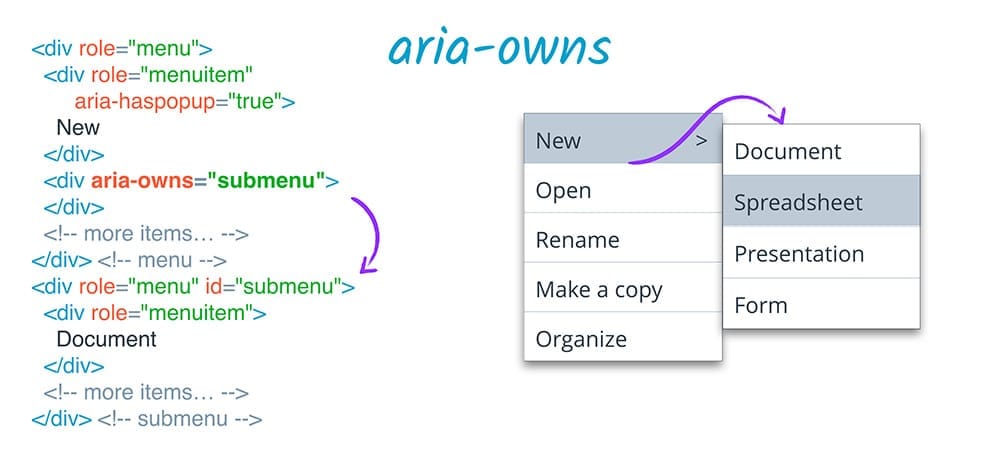 aria-owns
<div role="menu">
<div role="menuitem"
aria-haspopup="true">
New
</div>
<div aria-owns="submenu">
</div>
<!-- more items… -->
</div> <!-- menu -->
<div role="menu" id="submenu">
<div role="menuitem">
Document
</div>
<!-- more items… -->
</div> <!-- submenu -->
New >
Open
Rename
Make a copy
Organize
Document
Spreadsheet
Presentation
Form